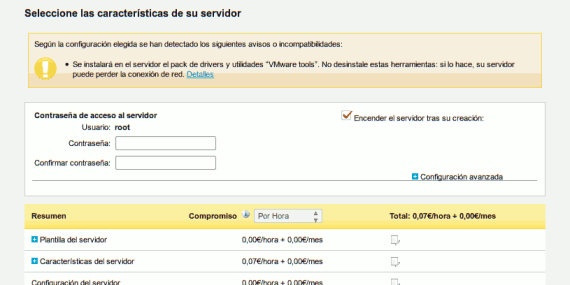 Seleccione las características de su servidor
Según la configuración elegida se han detectado los siguientes avisos o incompatibilidades:
• Se instalará en el servidor el pack de drivers y utilidades "VMware tools". No desinstale estas herramientas: si lo hace, su servidor
puede perder la conexión de red. Detalles
Contraseña de acceso al servidor
Encender el servidor tras su creación:
Usuario: root
Contraseña:
Confirmar contraseña:
Configuración avanzada
Resumen Compromiso Por Hora Total: 0,07€/hora + 0,00€/mes
Plantilla del servidor 0,00€/hora + 0,00€/mes
Características del servidor 0,07€/hora + 0,00€/mes
Configuración del servidor 0,00€/hora + 0,00€/mes